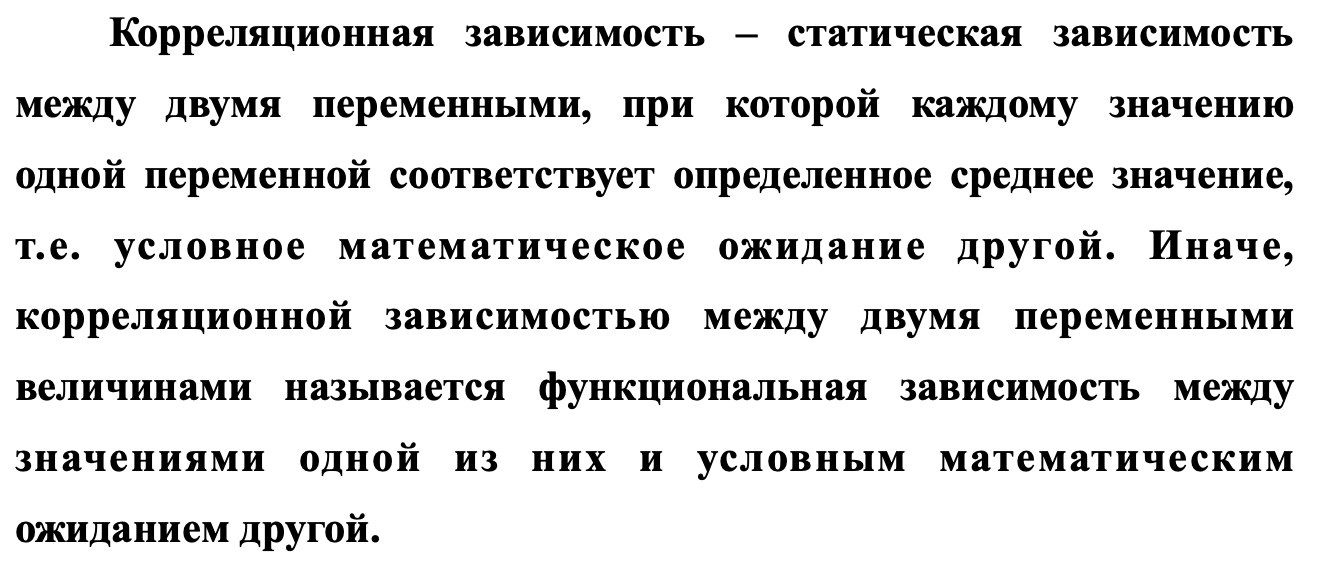 Корреляционная зависимость – статическая зависимость
между двумя переменными, при которой каждому значению
одной переменной соответствует определенное среднее значение,
т.е. условное математическое ожидание другой. Иначе,
корреляционной зависимостью между двумя переменными
величинами называется функциональная зависимость между
значениями одной из них и условным математическим
ожиданием другой.